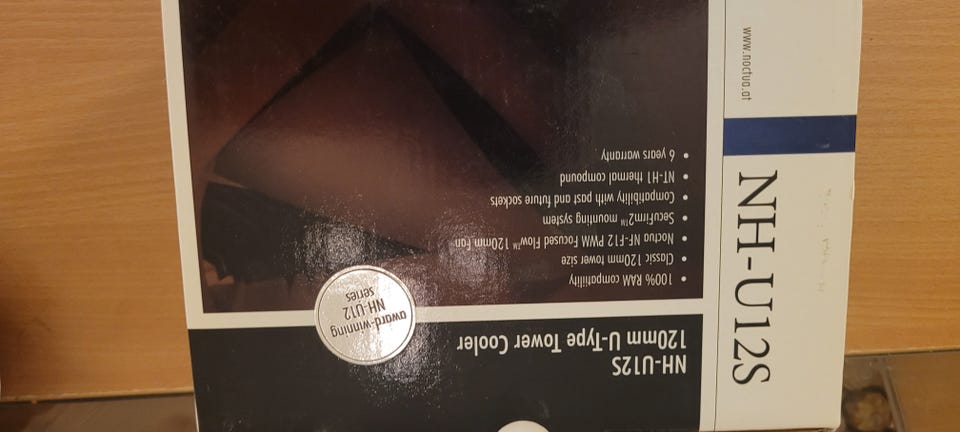 NH-U12S
120mm U-Type Tower Cooler
award-winning
NH-U12
series
• 100% RAM compatibility
• Classic 120mm tower size
• Noctua NF-F12 PWM Focused Flow™ 120mm Fan
• SecuFirm2™ mounting system
• Compatibility with past and future sockets
• NT-H1 thermal compound
• 6 years warranty
www.noctua.at
NH-U12S